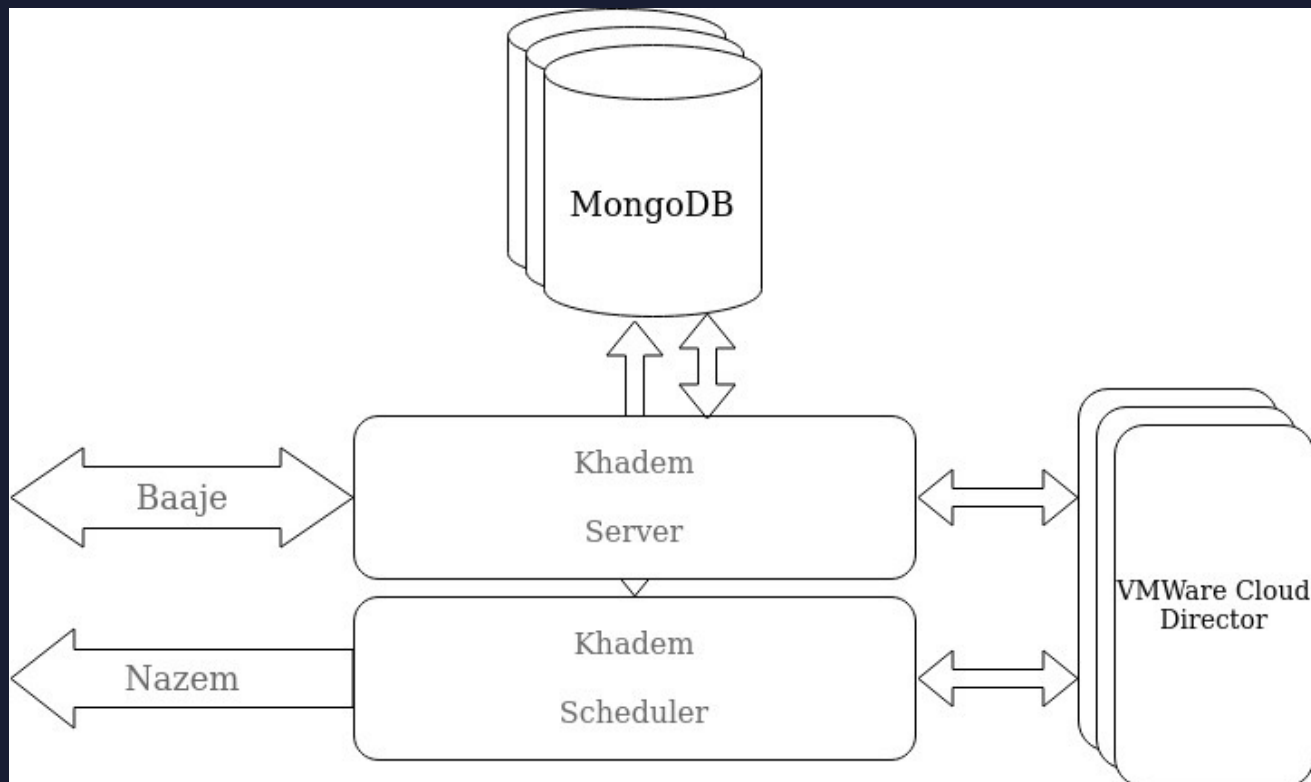 MongoDB
Khadem
Baaje
Server
VMWare Cloud
Director
Khadem
Nazem
Scheduler